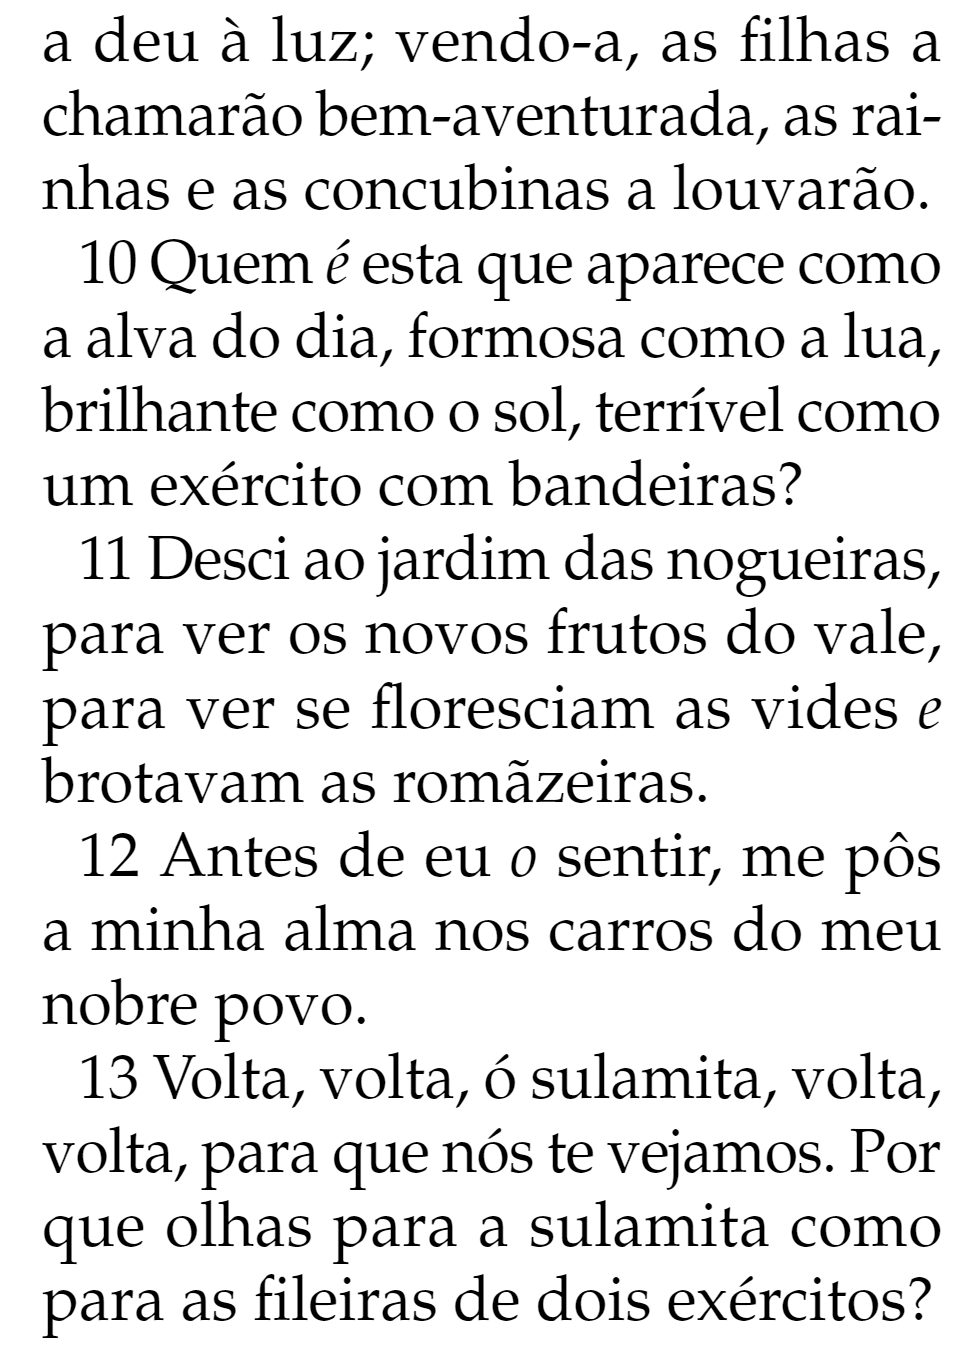 a deu à luz; vendo-a, as filhas a
chamarão bem-aventurada, as rai-
nhas e as concubinas a louvarão.
10 Quem é esta que aparece como
a alva do dia, formosa como a lua,
brilhante como o sol, terrível como
um exército com bandeiras?
11 Desci ao jardim das nogueiras,
para ver os novos frutos do vale,
para ver se floresciam as vides e
brotavam as romãzeiras.
12 Antes de eu o sentir, me pôs
a minha alma nos carros do meu
nobre povo.
13 Volta, volta, ó sulamita, volta,
volta, para que nós te vejamos. Por
que olhas para a sulamita como
para as fileiras de dois exércitos?